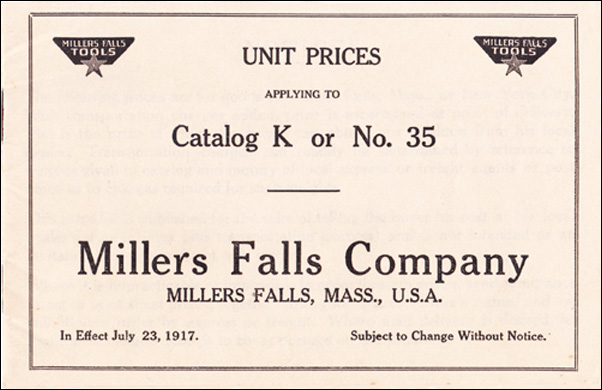 MILLERS FALLS
TOOLS
MILLERS FALLS
TOOLS
UNIT PRICES
APPLYING TO
Catalog K or No. 35
Millers Falls Company
MILLERS FALLS, MASS., U.S.A.
In Effect July 23, 1917.
Subject to Change Without Notice.